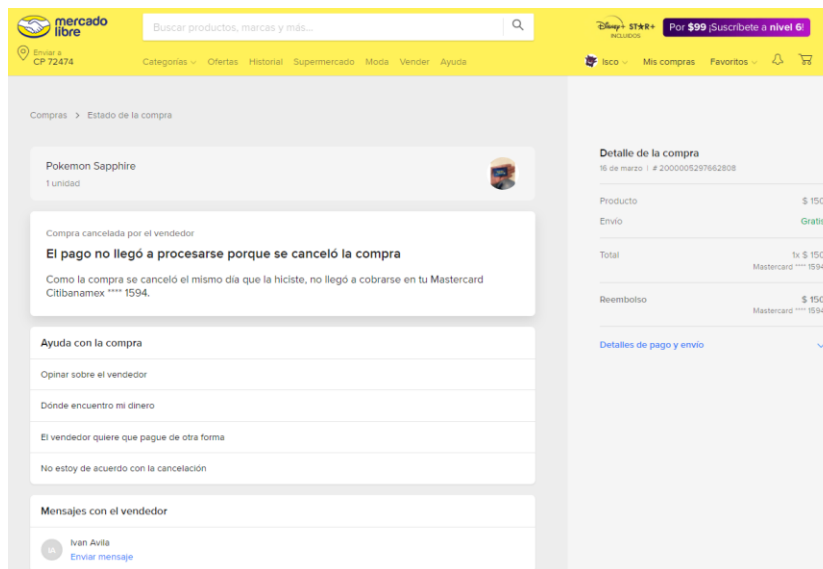 mercado
libre
Buscar productos, marcas y más...
Disney+ STAR+
INCLUIDOS
Por $99 ¡Suscríbete a nivel 6!
Enviar a
CP 72474
Categorías Ofertas Historial Supermercado Moda Vender Ayuda
Isco Mis compras Favoritos
Compras > Estado de la compra
Pokemon Sapphire
1 unidad
Compra cancelada por el vendedor
El pago no llegó a procesarse porque se canceló la compra
Como la compra se canceló el mismo día que la hiciste, no llegó a cobrarse en tu Mastercard
Citibanamex **** 1594.
Ayuda con la compra
Opinar sobre el vendedor
Dónde encuentro mi dinero
El vendedor quiere que pague de otra forma
No estoy de acuerdo con la cancelación
Mensajes con el vendedor
IA
Ivan Avila
Enviar mensaje
Detalle de la compra
16 de marzo | # 2000005297662808
Producto $ 150
Envío Gratis
Total 1x $ 150
Mastercard **** 1594
Reembolso $ 150
Mastercard **** 1594
Detalles de pago y envío